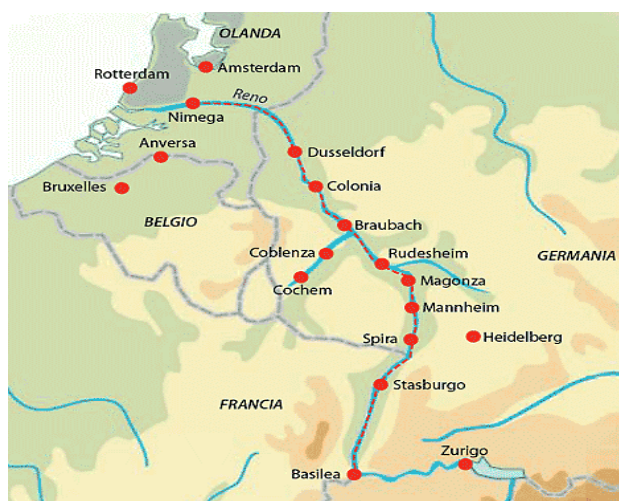 OLANDA
Amsterdam
Rotterdam
Reno
Nimega
Anversa
Dusseldorf
Bruxelles
Colonia
BELGIO
Braubach
Coblenza
Rudesheim
GERMANIA
Cochem
Magonza
Mannheim
Spira
Heidelberg
Stasburgo
FRANCIA
Zurigo
Basilea